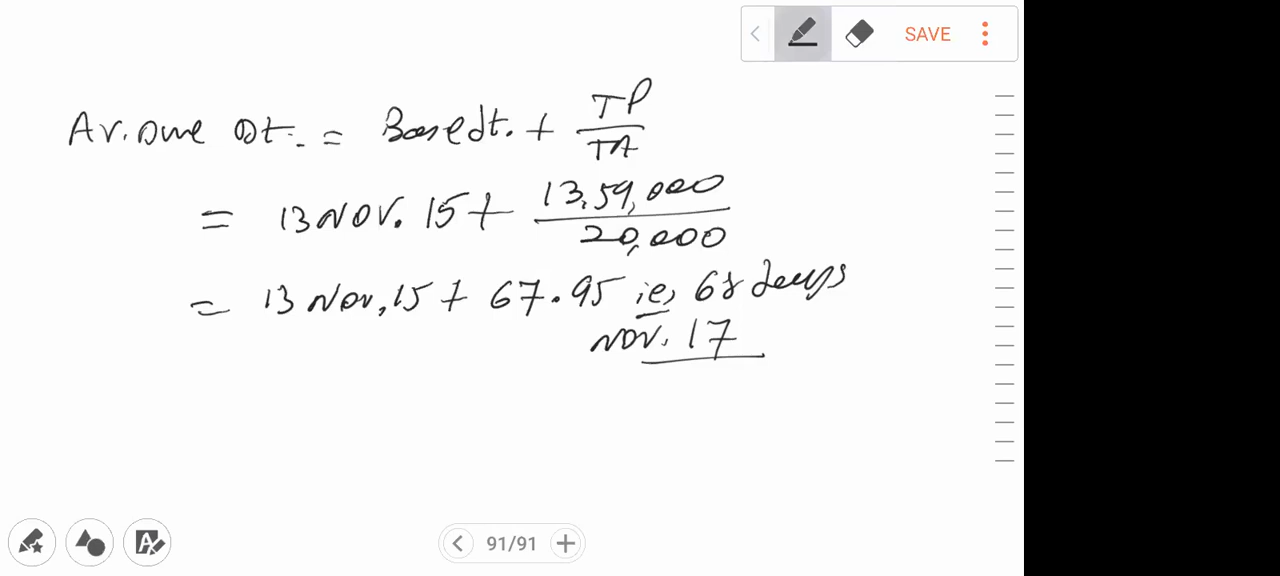 SAVE
Av. Due Dt. = Base dt. + TP/TA
= 13 Nov. 15 + 13,59,000/20,000
= 13 Nov, 15 + 67.95 ie, 68 days
Nov. 17
91/91